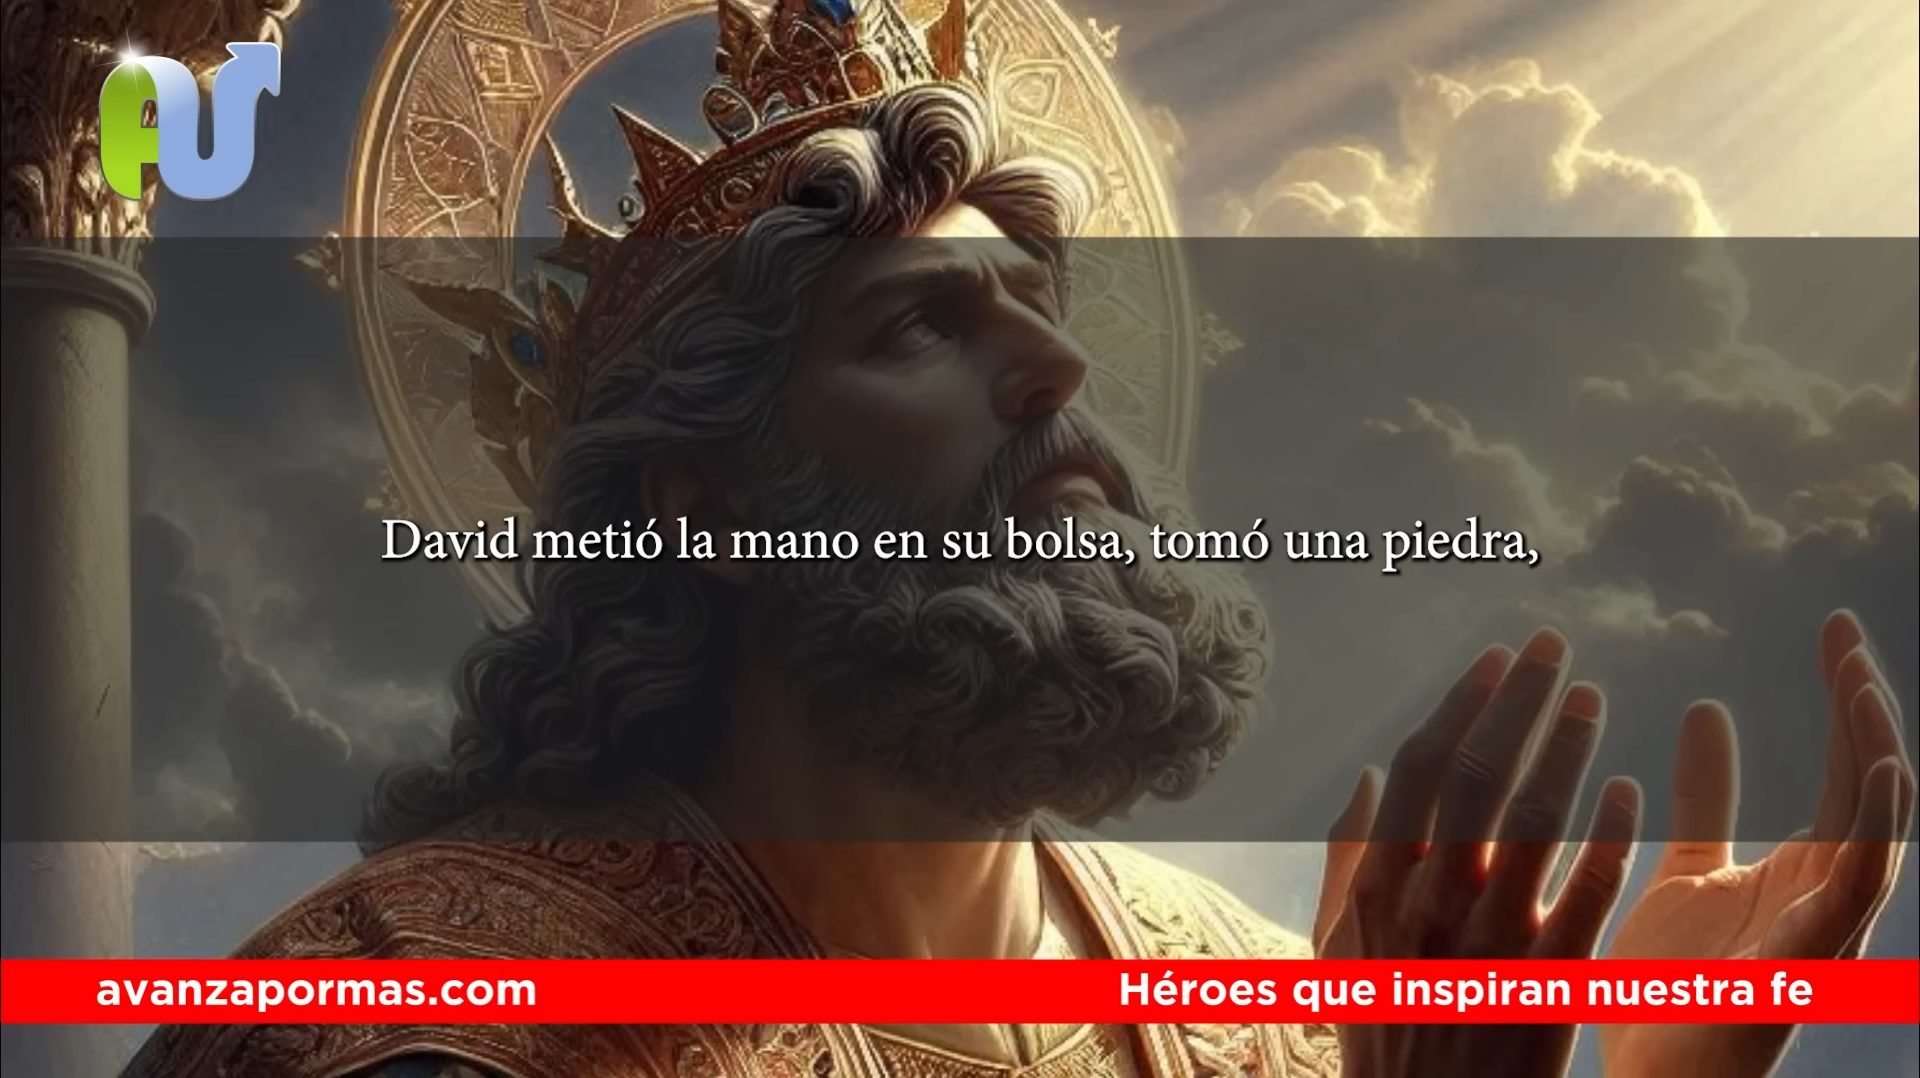 David metió la mano en su bolsa, tomó una piedra,
avanzapormas.com
Héroes que inspiran nuestra fe